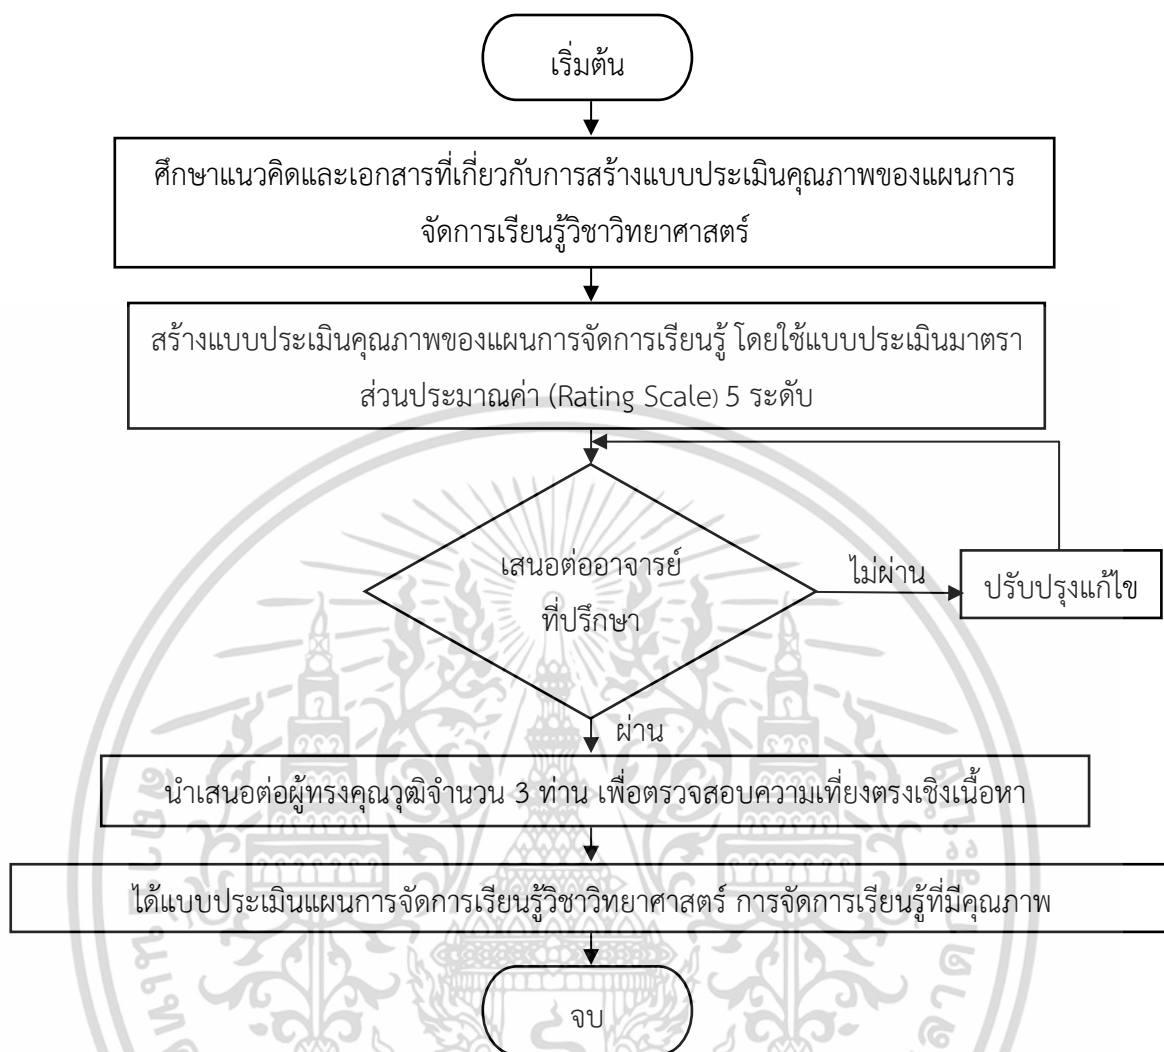 เริ่มต้น
ศึกษาแนวคิดและเอกสารที่เกี่ยวกับการสร้างแบบประเมินคุณภาพของแผนการ
จัดการเรียนรู้วิชาวิทยาศาสตร์
สร้างแบบประเมินคุณภาพของแผนการจัดการเรียนรู้ โดยใช้แบบประเมินมาตรา
ส่วนประมาณค่า (Rating Scale) 5 ระดับ
เสนอต่ออาจารย์
ที่ปรึกษา
ไม่ผ่าน
ปรับปรุงแก้ไข
ผ่าน
นำเสนอต่อผู้ทรงคุณวุฒิจำนวน 3 ท่าน เพื่อตรวจสอบความเที่ยงตรงเชิงเนื้อหา
ได้แบบประเมินแผนการจัดการเรียนรู้วิชาวิทยาศาสตร์ การจัดการเรียนรู้ที่มีคุณภาพ
จบ